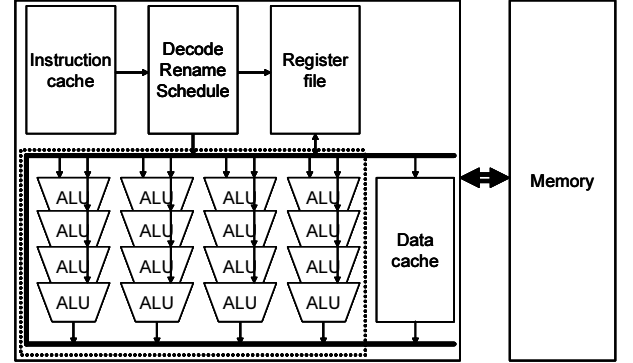 Instruction
cache
Decode
Rename
Schedule
Register
file
ALU ALU ALU ALU
ALU ALU ALU ALU
ALU ALU ALU ALU
ALU ALU ALU ALU
Data
cache
Memory